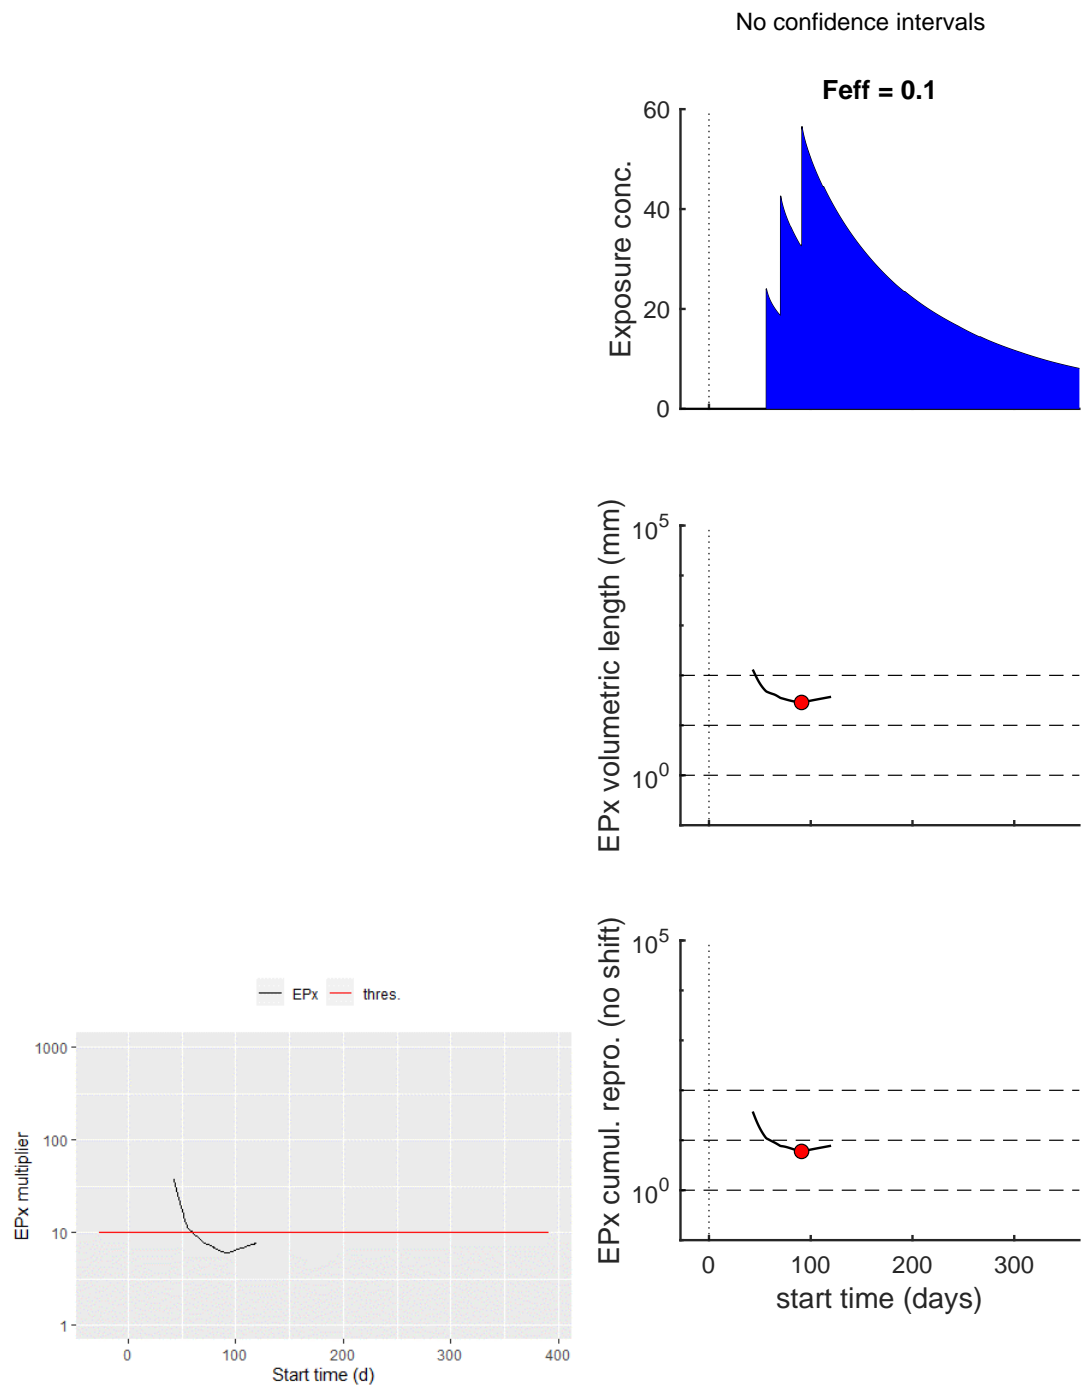 No confidence intervals
Feff = 0.1
Exposure conc.
60
40
20
0
EPx volumetric length (mm)
10^5
10^0
EPx cumul. repro. (no shift)
10^5
10^0
0 100 200 300
start time (days)
EPx thres.
EPx multiplier
1000
100
10
1
0 100 200 300 400
Start time (d)